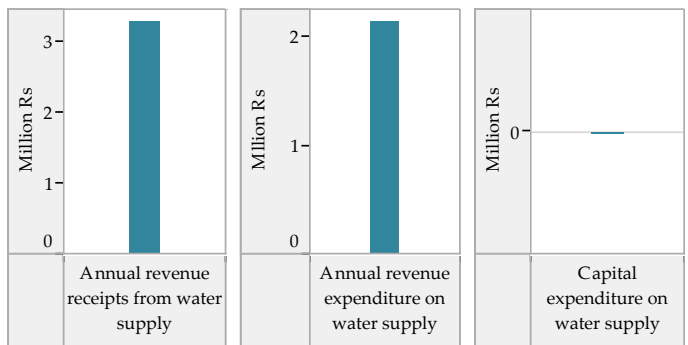 Million Rs
3
2
1
0
Annual revenue
receipts from water
supply
Mllion Rs
2
1
0
Annual revenue
expenditure on
water supply
Million Rs
0
Capital
expenditure on
water supply